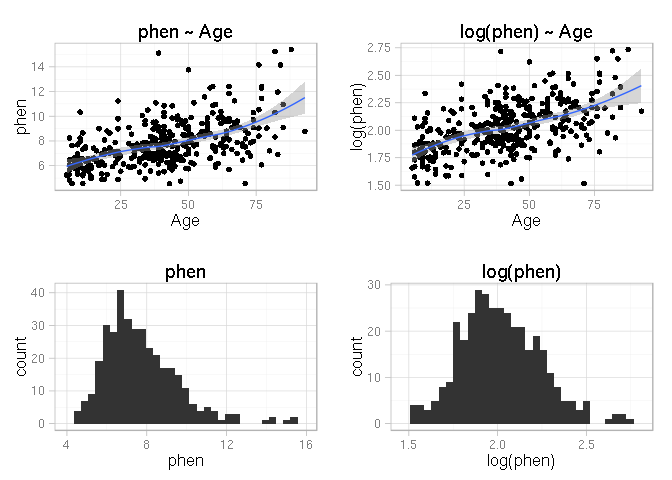 phen ~ Age
phen
14
12
10
8
6
25
50
75
Age
log(phen) ~ Age
log(phen)
2.75
2.50
2.25
2.00
1.75
1.50
25
50
75
Age
phen
count
40
30
20
10
0
4
8
12
16
phen
log(phen)
count
30
20
10
0
1.5
2.0
2.5
log(phen)